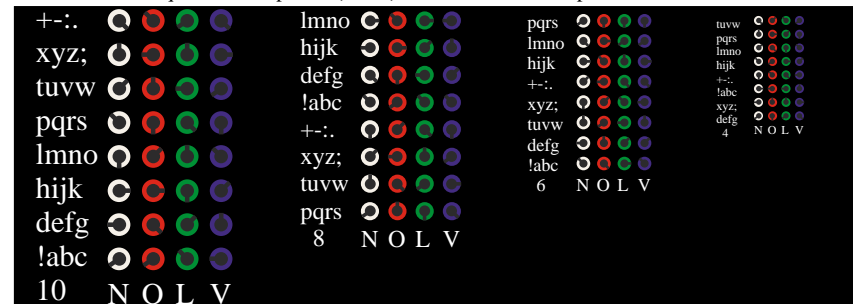 +-:.
xyz;
tuvw
pqrs
lmno
hijk
defg
!abc
10 N O L V
lmno
hijk
defg
!abc
+-:.
xyz;
tuvw
pqrs
8 N O L V
pqrs
lmno
hijk
+-:.
xyz;
tuvw
defg
!abc
6 N O L V
tuvw
pqrs
lmno
hijk
+-:.
!abc
xyz;
defg
4 N O L V